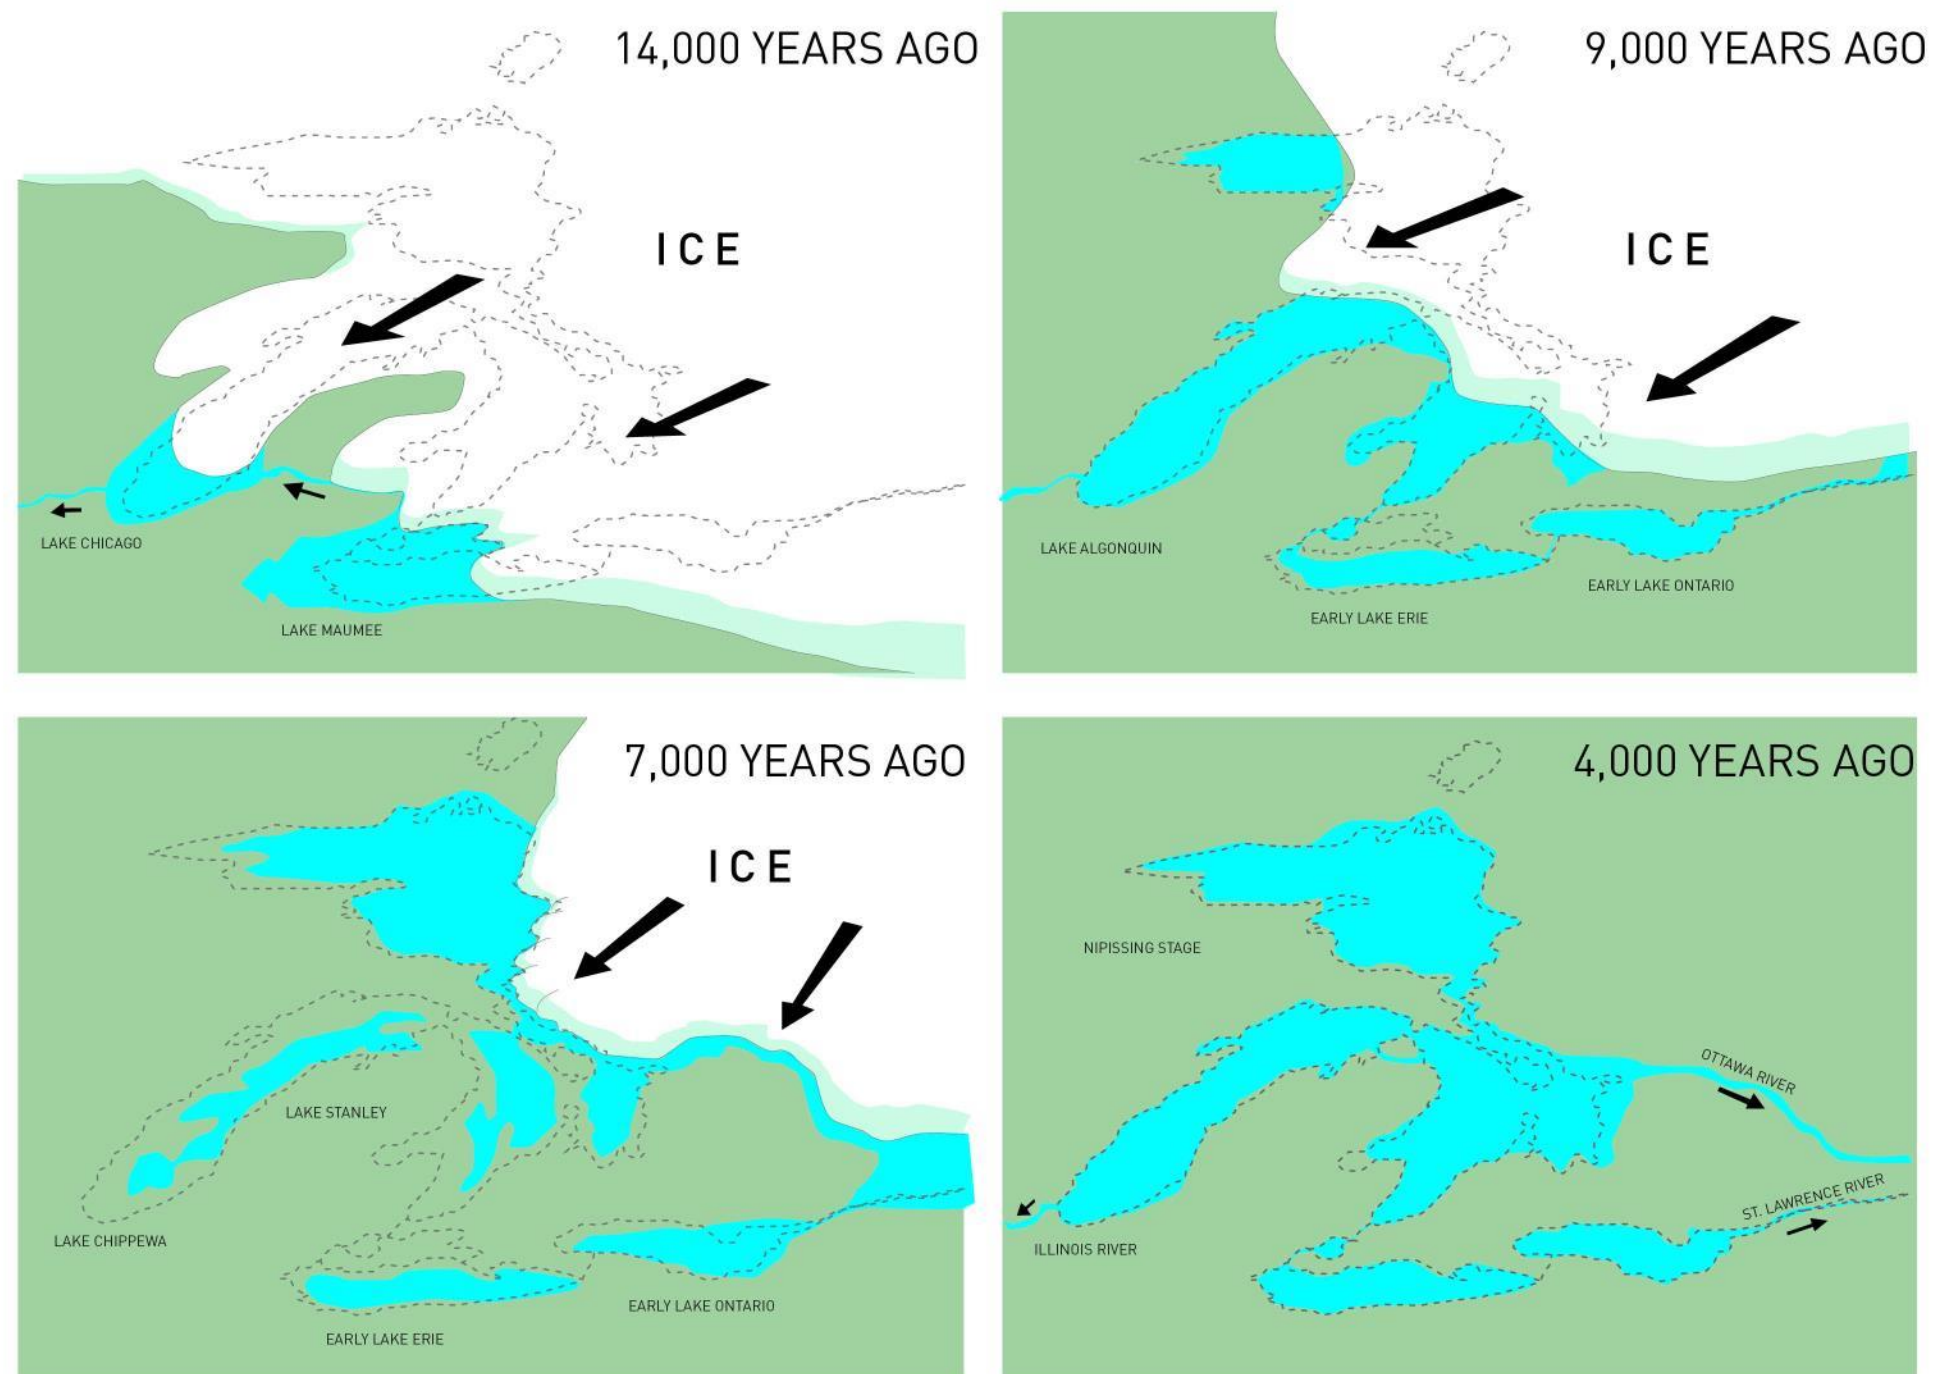 14,000 YEARS AGO
ICE
LAKE CHICAGO
LAKE MAUMEE
9,000 YEARS AGO
ICE
LAKE ALGONQUIN
EARLY LAKE ONTARIO
EARLY LAKE ERIE
7,000 YEARS AGO
ICE
LAKE STANLEY
LAKE CHIPPEWA
EARLY LAKE ONTARIO
EARLY LAKE ERIE
4,000 YEARS AGO
NIPISSING STAGE
OTTAWA RIVER
ST. LAWRENCE RIVER
ILLINOIS RIVER